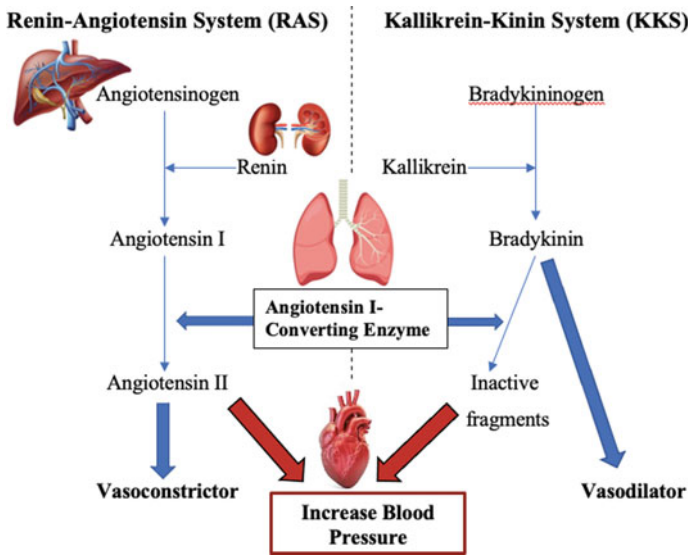 Renin-Angiotensin System (RAS)
Kallikrein-Kinin System (KKS)
Angiotensinogen
Bradykininogen
Renin
Kallikrein
Angiotensin I
Bradykinin
Angiotensin I-
Converting Enzyme
Angiotensin II
Inactive
fragments
Vasoconstrictor
Increase Blood
Pressure
Vasodilator